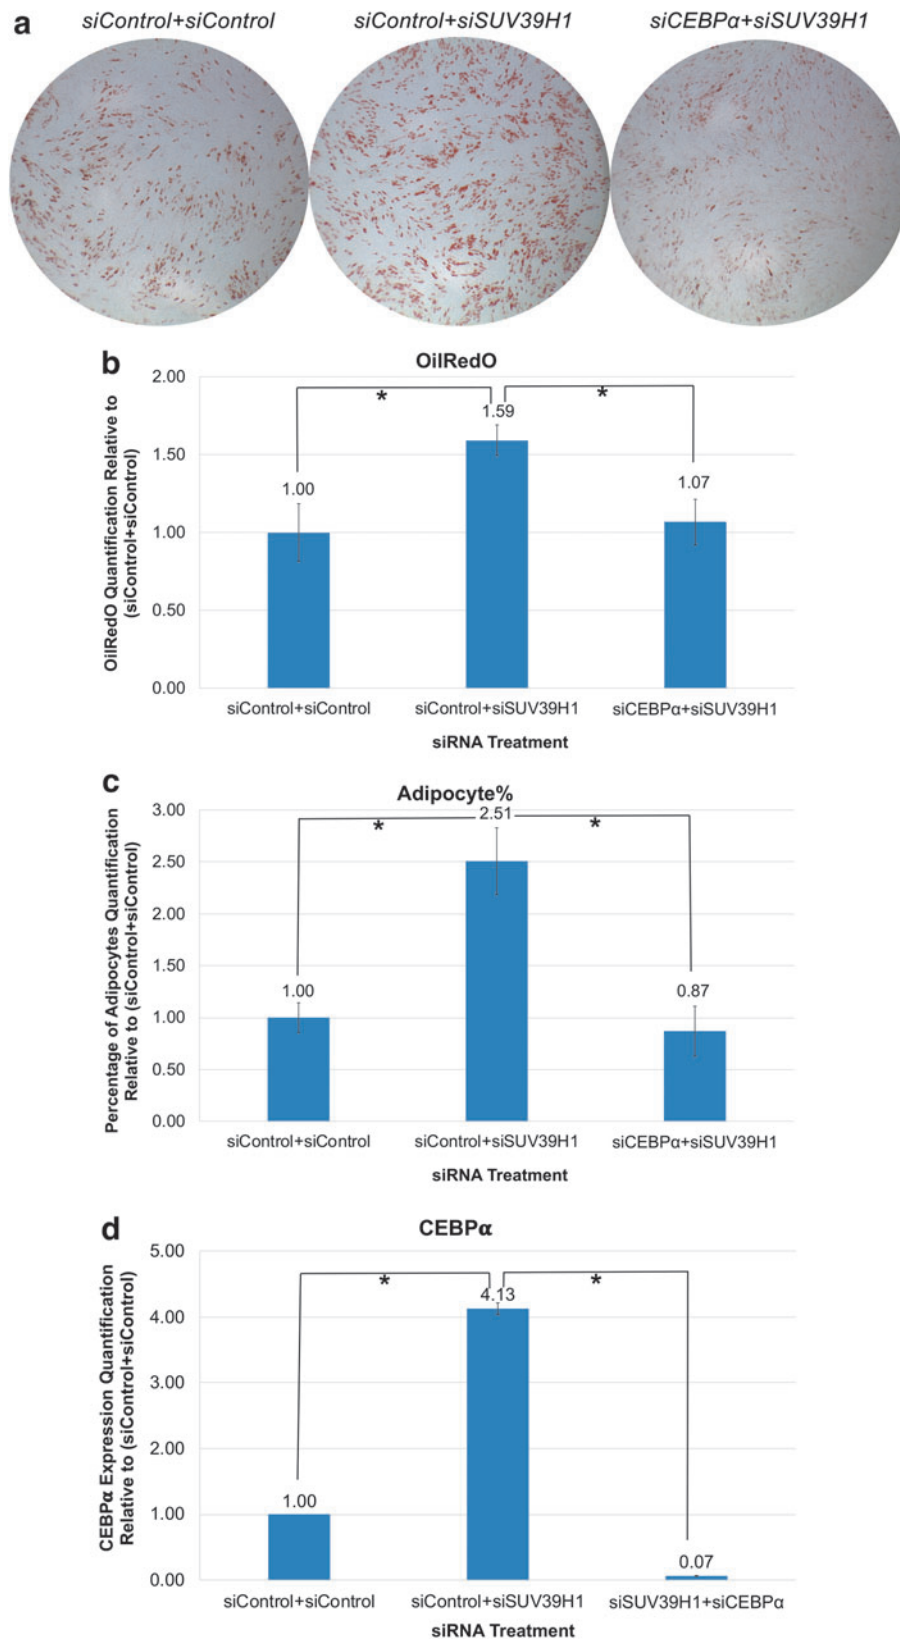 a
siControl+siControl siControl+siSUV39H1 siCEBPα+siSUV39H1
b
OilRedO
OilRedO Quantification Relative to
(siControl+siControl)
2.00
1.50
1.00
0.50
0.00
*
*
1.00
1.59
1.07
siControl+siControl siControl+siSUV39H1 siCEBPα+siSUV39H1
siRNA Treatment
c
Adipocyte%
Percentage of Adipocytes Quantification
Relative to (siControl+siControl)
3.00
2.50
2.00
1.50
1.00
0.50
0.00
*
*
1.00
2.51
0.87
siControl+siControl siControl+siSUV39H1 siCEBPα+siSUV39H1
siRNA Treatment
d
CEBPα
CEBPα Expression Quantification
Relative to (siControl+siControl)
5.00
4.00
3.00
2.00
1.00
0.00
*
*
1.00
4.13
0.07
siControl+siControl siControl+siSUV39H1 siSUV39H1+siCEBPα
siRNA Treatment